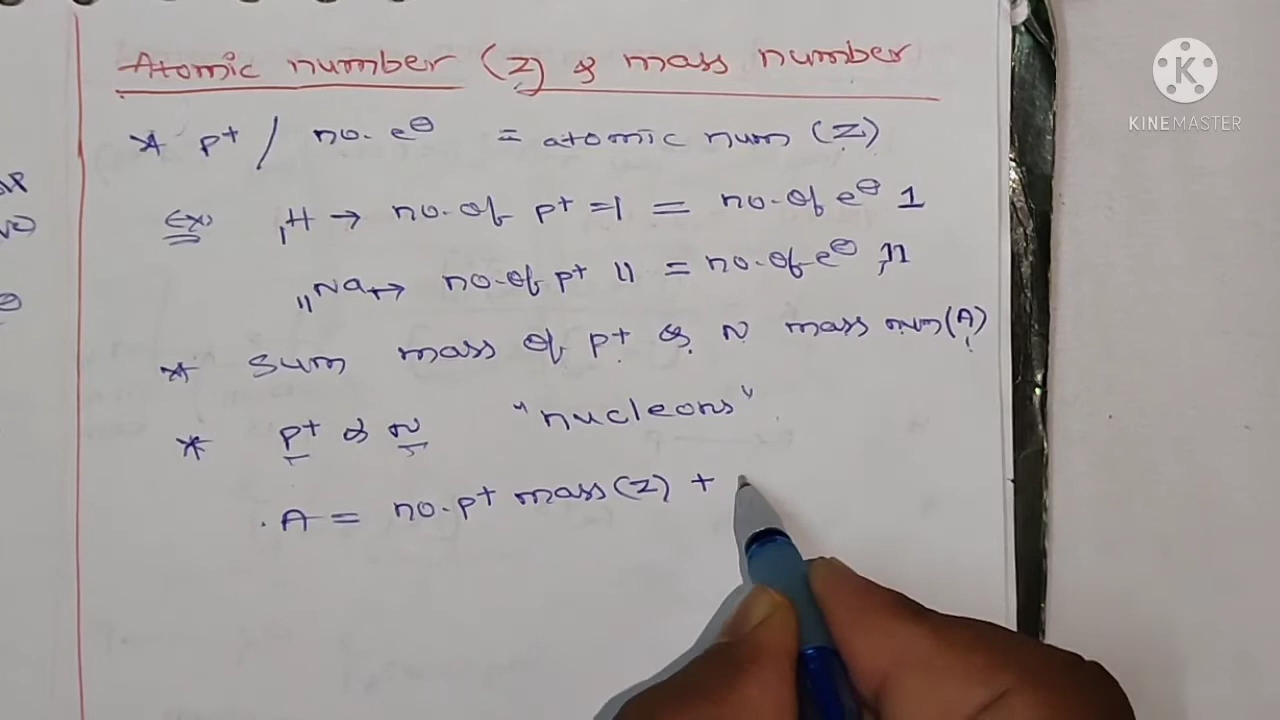 Atomic number (Z) & mass number
* p+ / no. e⊖ = atomic num (Z)
Ex) ₁H → no. of p+ = 1 = no. of e⊖ 1
₁₁Na → no. of p+ 11 = no. of e⊖ 11
* Sum mass of p+ & N mass num (A)
* p+ & N "nucleons"
A = no. p+ mass (Z) +
K
KINEMASTER